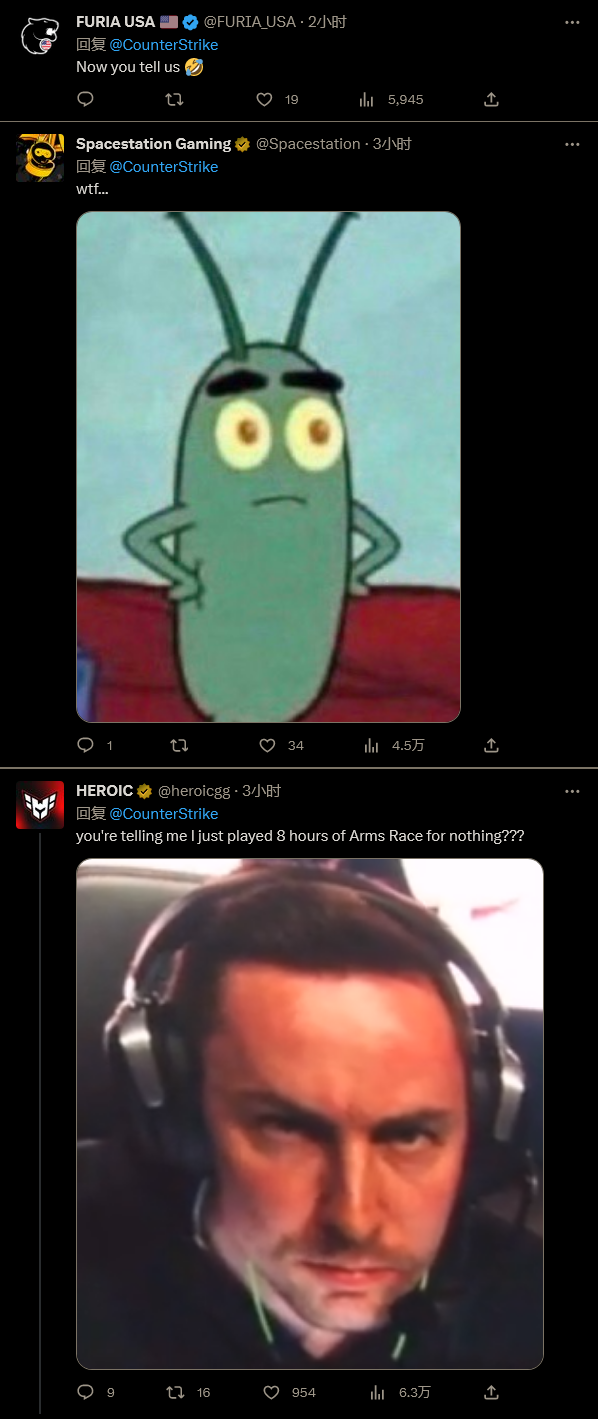 FURIA USA 🇺🇸 @FURIA_USA · 2小时
回复 @CounterStrike
Now you tell us 🤣
19 5,945
Spacestation Gaming @Spacestation · 3小时
回复 @CounterStrike
wtf...
1 34 4.5万
HEROIC @heroicgg · 3小时
回复 @CounterStrike
you're telling me I just played 8 hours of Arms Race for nothing???
9 16 954 6.3万